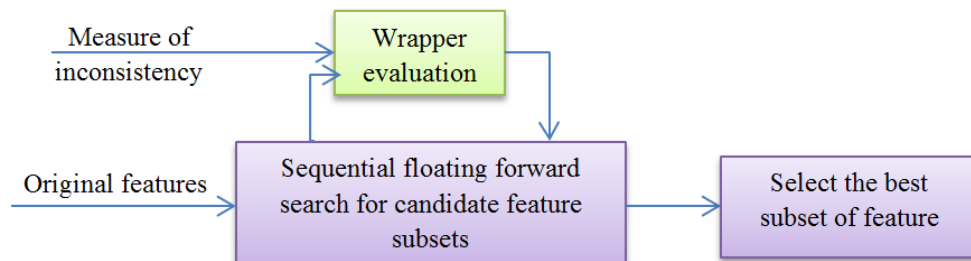 Measure of
inconsistency
Wrapper
evaluation
Original features
Sequential floating forward
search for candidate feature
subsets
Select the best
subset of feature